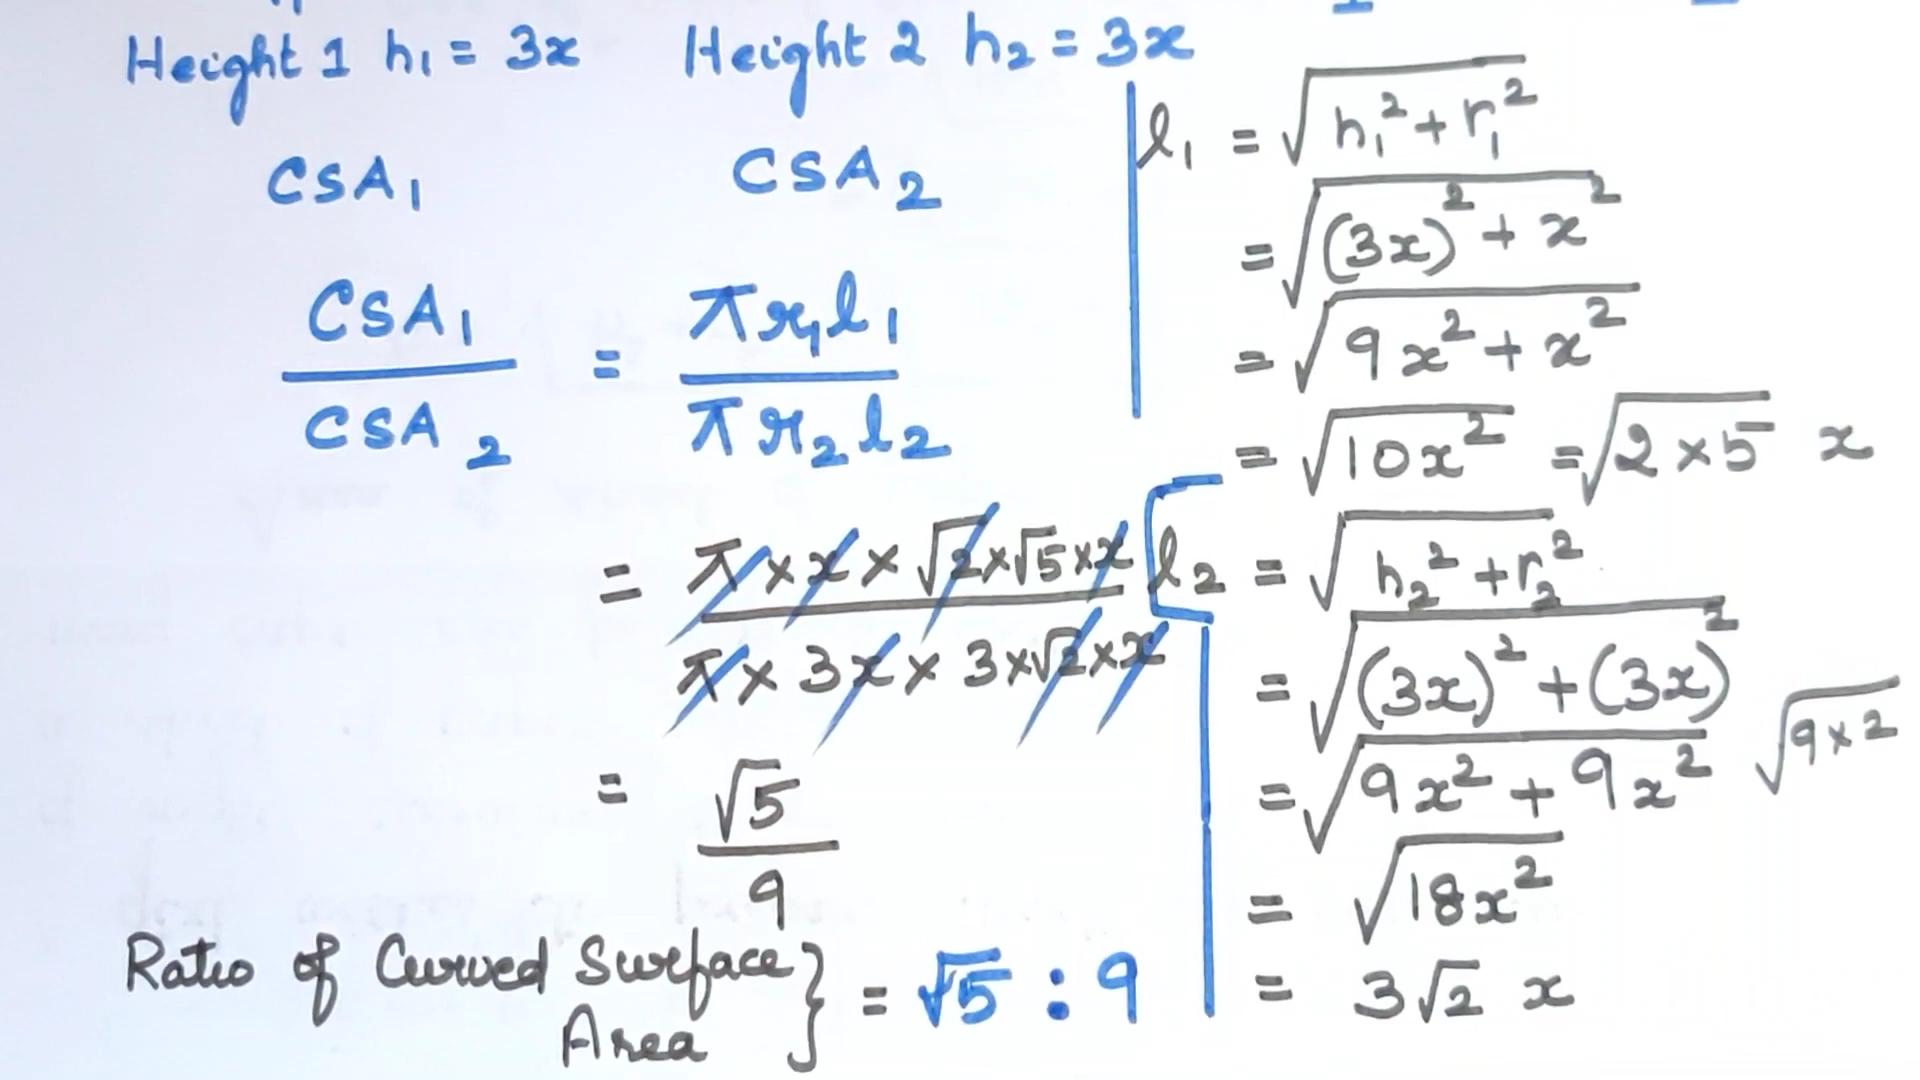 Height 1 h₁ = 3x Height 2 h₂ = 3x
CSA₁ CSA₂
CSA₁ / CSA₂ = πr₁l₁ / πr₂l₂
= π × x × √2 × √5 × x / π × 3x × 3 × √2 × x
= √5 / 9
Ratio of Curved Surface Area } = √5 : 9
l₁ = √(h₁² + r₁²)
= √((3x)² + x²)
= √(9x² + x²)
= √(10x²) = √(2 × 5) x
l₂ = √(h₂² + r₂²)
= √((3x)² + (3x)²)
= √(9x² + 9x²) √(9 × 2)
= √(18x²)
= 3√2 x